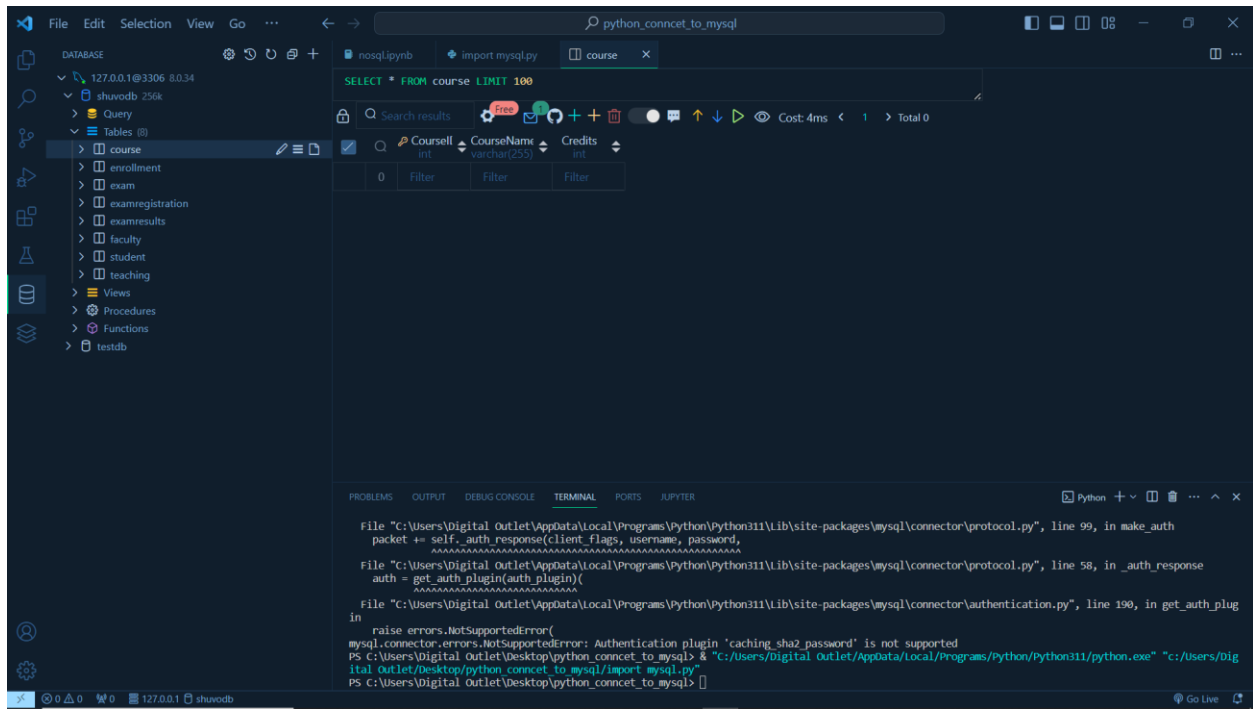 File Edit Selection View Go ··· python_conncet_to_mysql
DATABASE
127.0.0.1@3306 8.0.34
shuvodb 256k
Query
Tables (8)
course
enrollment
exam
examregistration
examresults
faculty
student
teaching
Views
Procedures
Functions
testdb
nosql.ipynb import mysql.py course
SELECT * FROM course LIMIT 100
Search results Free 1 Cost: 4ms 1 Total 0
CourseI CourseName Credits
int varchar(255) int
0 Filter Filter Filter
PROBLEMS OUTPUT DEBUG CONSOLE TERMINAL PORTS JUPYTER Python
File "C:\Users\Digital Outlet\AppData\Local\Programs\Python\Python311\Lib\site-packages\mysql\connector\protocol.py", line 99, in make_auth
packet += self._auth_response(client_flags, username, password,
^^^^^^^^^^^^^^^^^^^^^^^^^^^^^^^^^^^^^^^^^^^^^^^^^^^^^
File "C:\Users\Digital Outlet\AppData\Local\Programs\Python\Python311\Lib\site-packages\mysql\connector\protocol.py", line 58, in _auth_response
auth = get_auth_plugin(auth_plugin)(
^^^^^^^^^^^^^^^^^^^^^^^^^^^^
File "C:\Users\Digital Outlet\AppData\Local\Programs\Python\Python311\Lib\site-packages\mysql\connector\authentication.py", line 190, in get_auth_plug
in
raise errors.NotSupportedError(
mysql.connector.errors.NotSupportedError: Authentication plugin 'caching_sha2_password' is not supported
PS C:\Users\Digital Outlet\Desktop\python_conncet_to_mysql> & "C:/Users/Digital Outlet/AppData/Local/Programs/Python/Python311/python.exe" "c:/Users/Dig
ital Outlet/Desktop/python_conncet_to_mysql/import mysql.py"
PS C:\Users\Digital Outlet\Desktop\python_conncet_to_mysql>
0 0 0 127.0.0.1 shuvodb Go Live